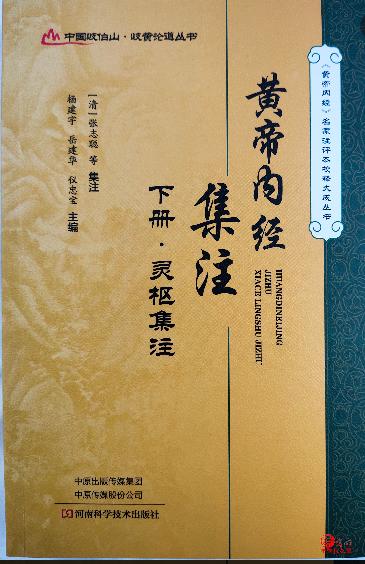 中国岐伯山·岐黄论道丛书
《黄帝内经》名家注评本校释大成丛书
黄帝内经
集注
HUANGDINEIJING
JIZHU
XIACE LINGSHU JIZHU
下册·灵枢集注
[清]张志聪 等 集注
杨建宇 岳建华 仪忠宝 主编
中原出版传媒集团
中原传媒股份公司
河南科学技术出版社